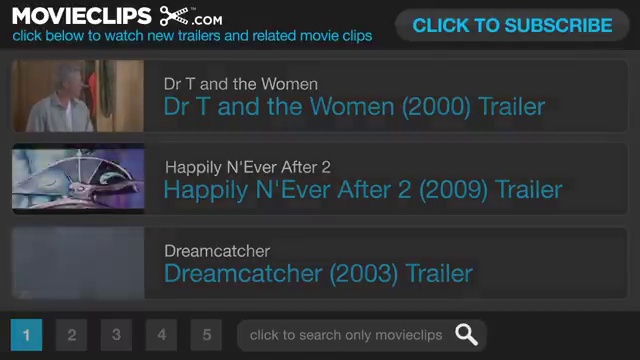 MOVIECLIPS .COM
click below to watch new trailers and related movie clips
CLICK TO SUBSCRIBE
Dr T and the Women
Dr T and the Women (2000) Trailer
Happily N'Ever After 2
Happily N'Ever After 2 (2009) Trailer
Dreamcatcher
Dreamcatcher (2003) Trailer
1 2 3 4 5 click to search only movieclips